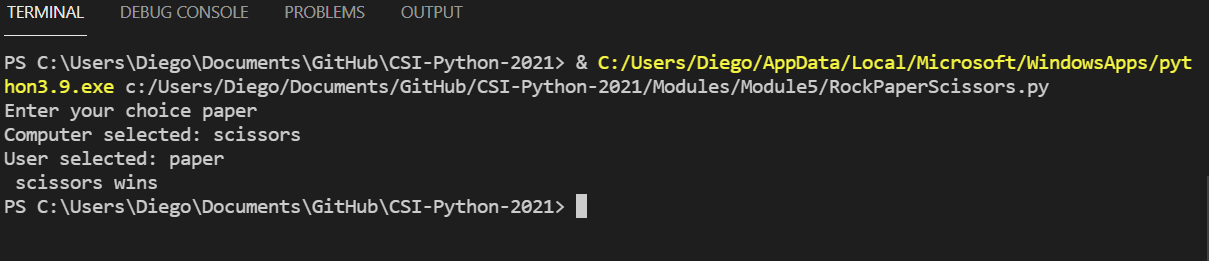 TERMINAL DEBUG CONSOLE PROBLEMS OUTPUT
PS C:\Users\Diego\Documents\GitHub\CSI-Python-2021> & C:/Users/Diego/AppData/Local/Microsoft/WindowsApps/pyt
hon3.9.exe c:/Users/Diego/Documents/GitHub/CSI-Python-2021/Modules/Module5/RockPaperScissors.py
Enter your choice paper
Computer selected: scissors
User selected: paper
 scissors wins
PS C:\Users\Diego\Documents\GitHub\CSI-Python-2021>